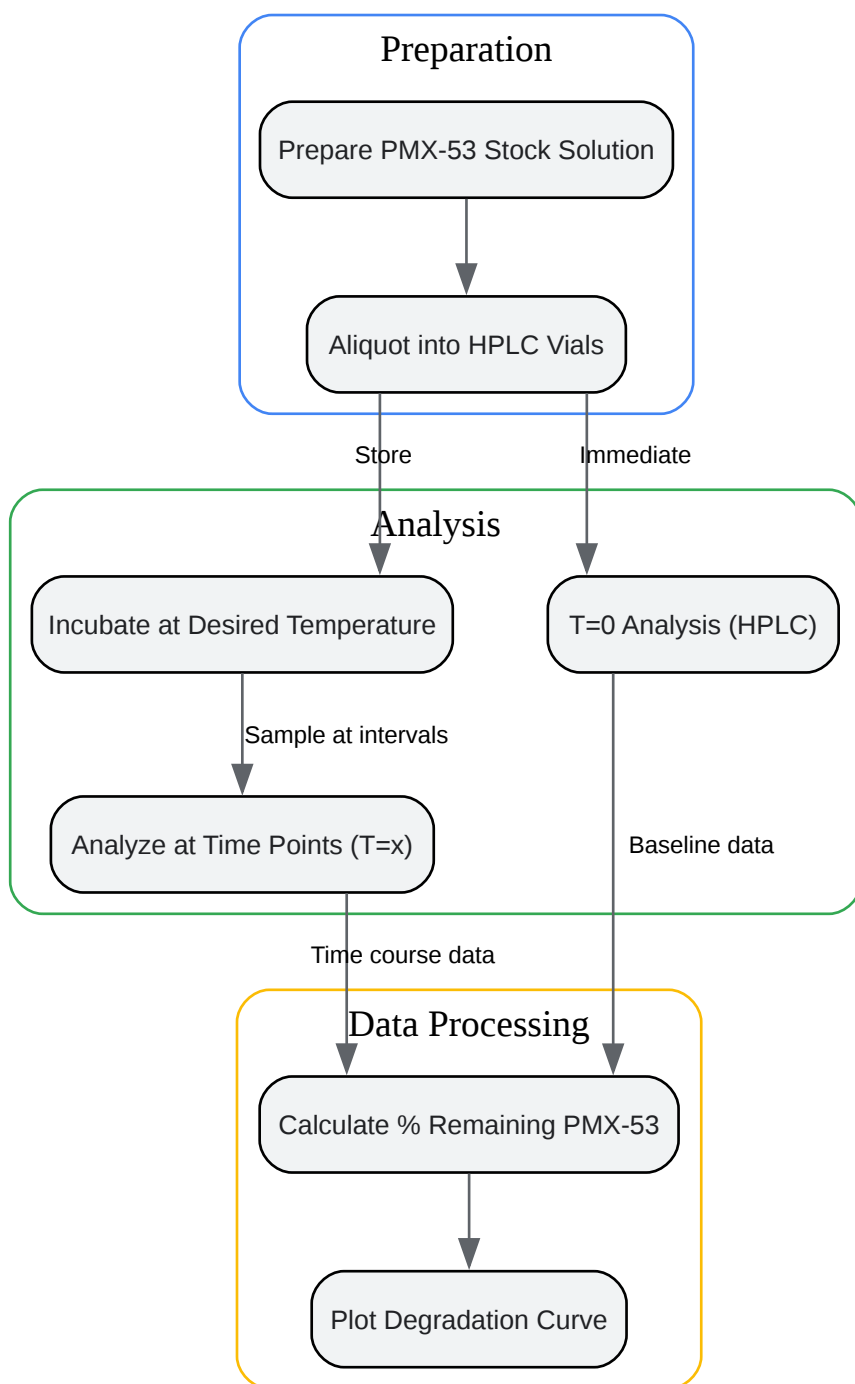 Preparation
Prepare PMX-53 Stock Solution
Aliquot into HPLC Vials
Store
Immediate
Analysis
Incubate at Desired Temperature
T=0 Analysis (HPLC)
Sample at intervals
Analyze at Time Points (T=x)
Baseline data
Time course data
Data Processing
Calculate % Remaining PMX-53
Plot Degradation Curve